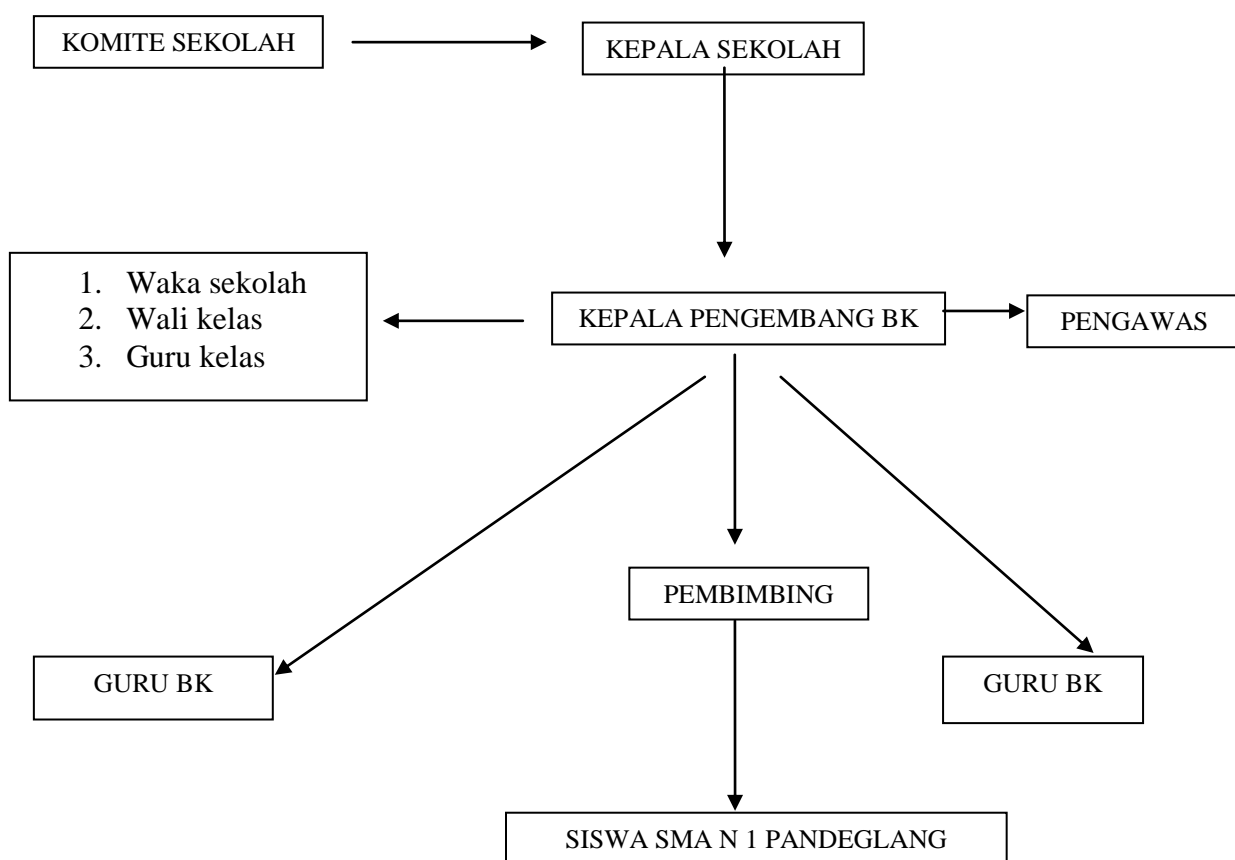 KOMITE SEKOLAH
KEPALA SEKOLAH
1. Waka sekolah
2. Wali kelas
3. Guru kelas
KEPALA PENGEMBANG BK
PENGAWAS
PEMBIMBING
GURU BK
GURU BK
SISWA SMA N 1 PANDEGLANG